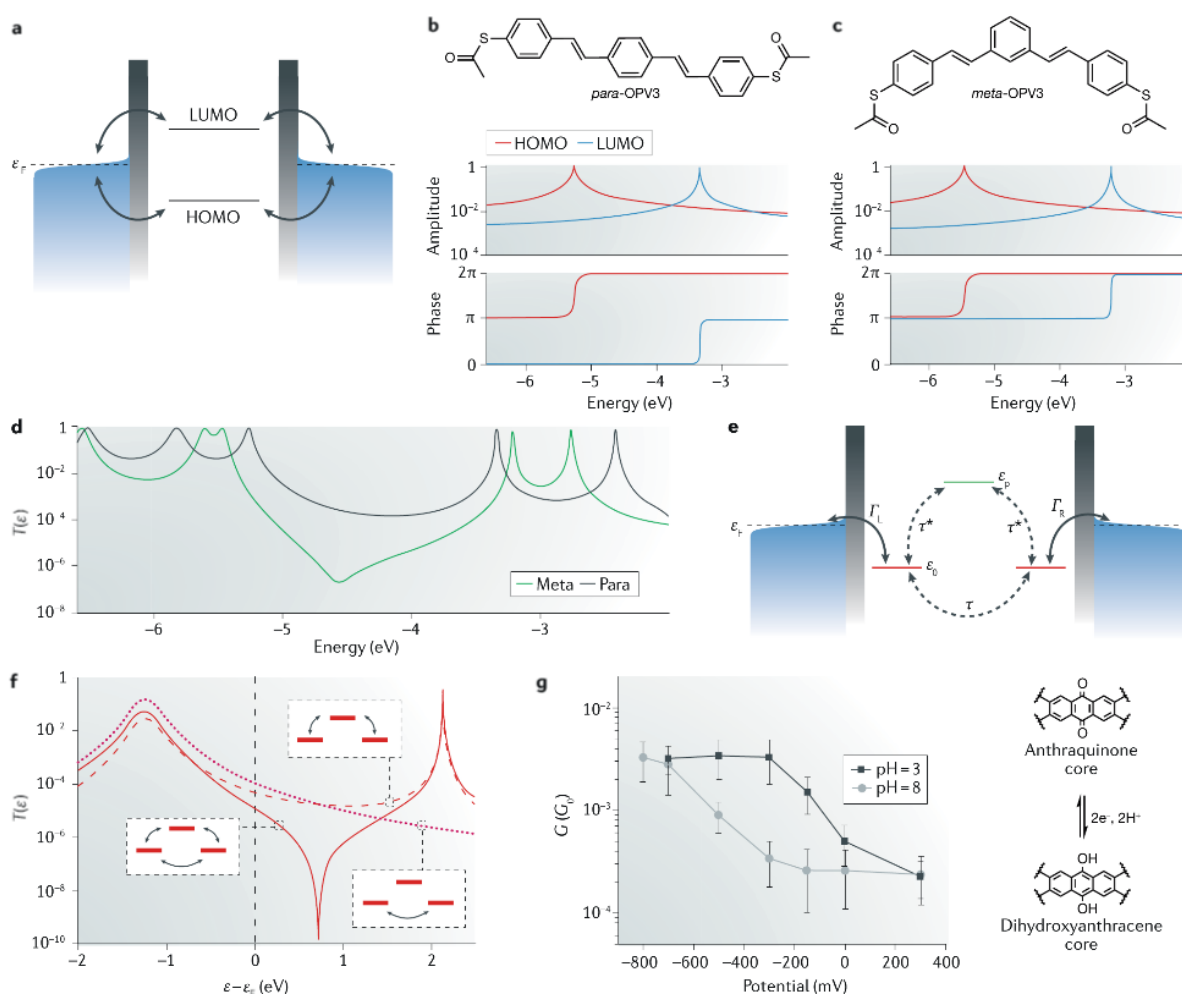 a
LUMO
ε_F
HOMO
b
O
S
S
O
para-OPV3
HOMO LUMO
Amplitude
1
10⁻²
10⁻⁴
Phase
2π
π
0
−6 −5 −4 −3
Energy (eV)
c
S
O
S
O
meta-OPV3
Amplitude
1
10⁻²
10⁻⁴
Phase
2π
π
0
−6 −5 −4 −3
Energy (eV)
d
T(ε)
1
10⁻²
10⁻⁴
10⁻⁶
10⁻⁸
Meta Para
−6 −5 −4 −3
Energy (eV)
e
ε_F
Γ_L
τ*
ε_p
τ*
Γ_R
ε_0
τ
f
T(ε)
1
10⁻²
10⁻⁴
10⁻⁶
10⁻⁸
10⁻¹⁰
−2 −1 0 1 2
ε−ε_F (eV)
g
G (G₀)
10⁻²
10⁻³
10⁻⁴
pH = 3
pH = 8
−800 −600 −400 −200 0 200 400
Potential (mV)
O
O
Anthraquinone
core
2e⁻, 2H⁻
OH
OH
Dihydroxyanthracene
core